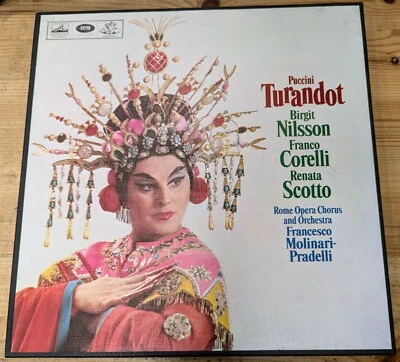 Puccini
Turandot
Birgit
Nilsson
Franco
Corelli
Renata
Scotto
Rome Opera Chorus
and Orchestra
Francesco
Molinari-
Pradelli